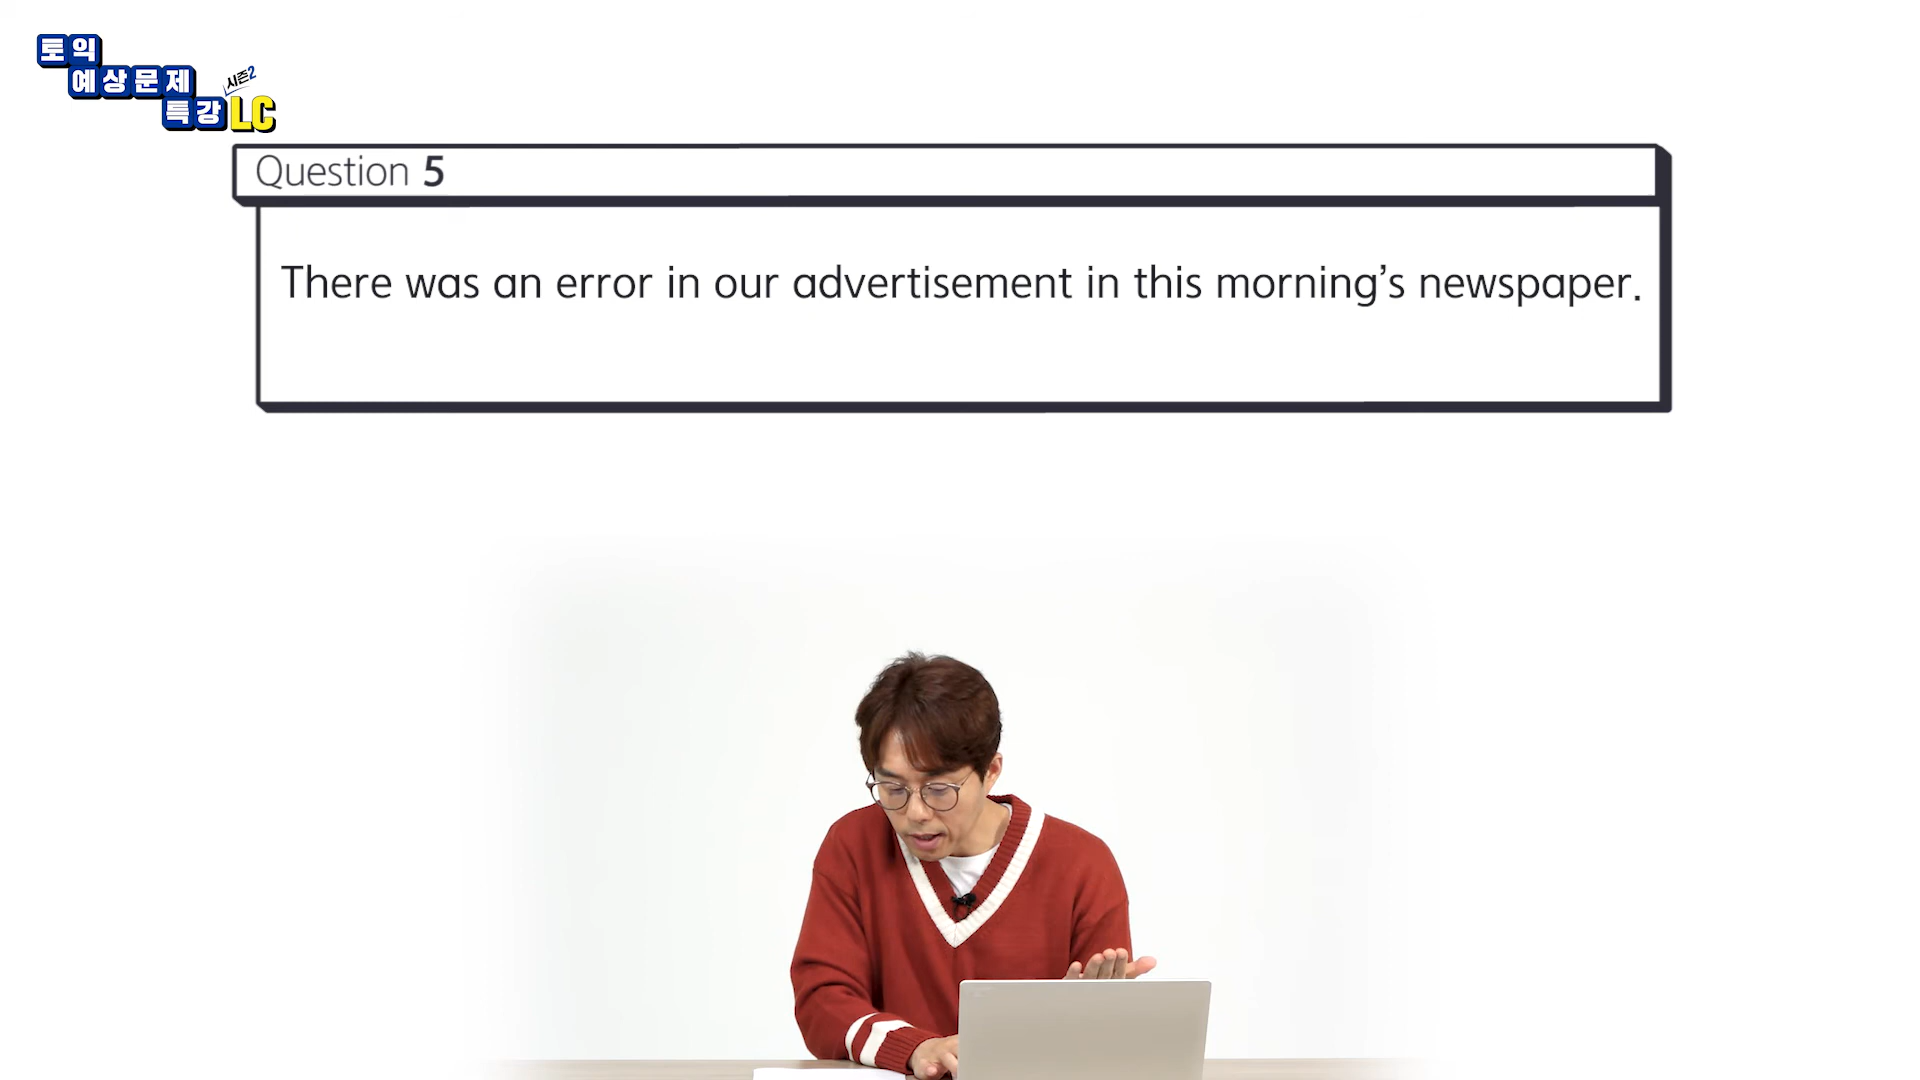 토익
예상문제
시즌2
특강 LC
Question 5
There was an error in our advertisement in this morning’s newspaper.